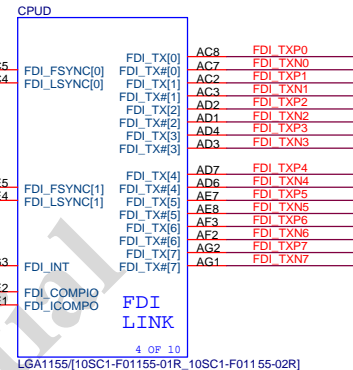 CPUD
FDI_TX[0] AC8 FDI_TXP0
FDI_FSYNC[0] FDI_TX#[0] AC7 FDI_TXN0
FDI_LSYNC[0] FDI_TX[1] AC2 FDI_TXP1
FDI_TX#[1] AC3 FDI_TXN1
FDI_TX[2] AD2 FDI_TXP2
FDI_TX#[2] AD1 FDI_TXN2
FDI_TX[3] AD4 FDI_TXP3
FDI_TX#[3] AD3 FDI_TXN3
FDI_TX[4] AD7 FDI_TXP4
FDI_FSYNC[1] FDI_TX#[4] AD6 FDI_TXN4
FDI_LSYNC[1] FDI_TX[5] AE7 FDI_TXP5
FDI_TX#[5] AE8 FDI_TXN5
FDI_TX[6] AF3 FDI_TXP6
FDI_TX#[6] AF2 FDI_TXN6
FDI_TX[7] AG2 FDI_TXP7
FDI_INT FDI_TX#[7] AG1 FDI_TXN7
FDI_COMPIO
FDI_ICOMPO
FDI
LINK
4 OF 10
LGA1155/[10SC1-F01155-01R_10SC1-F01155-02R]